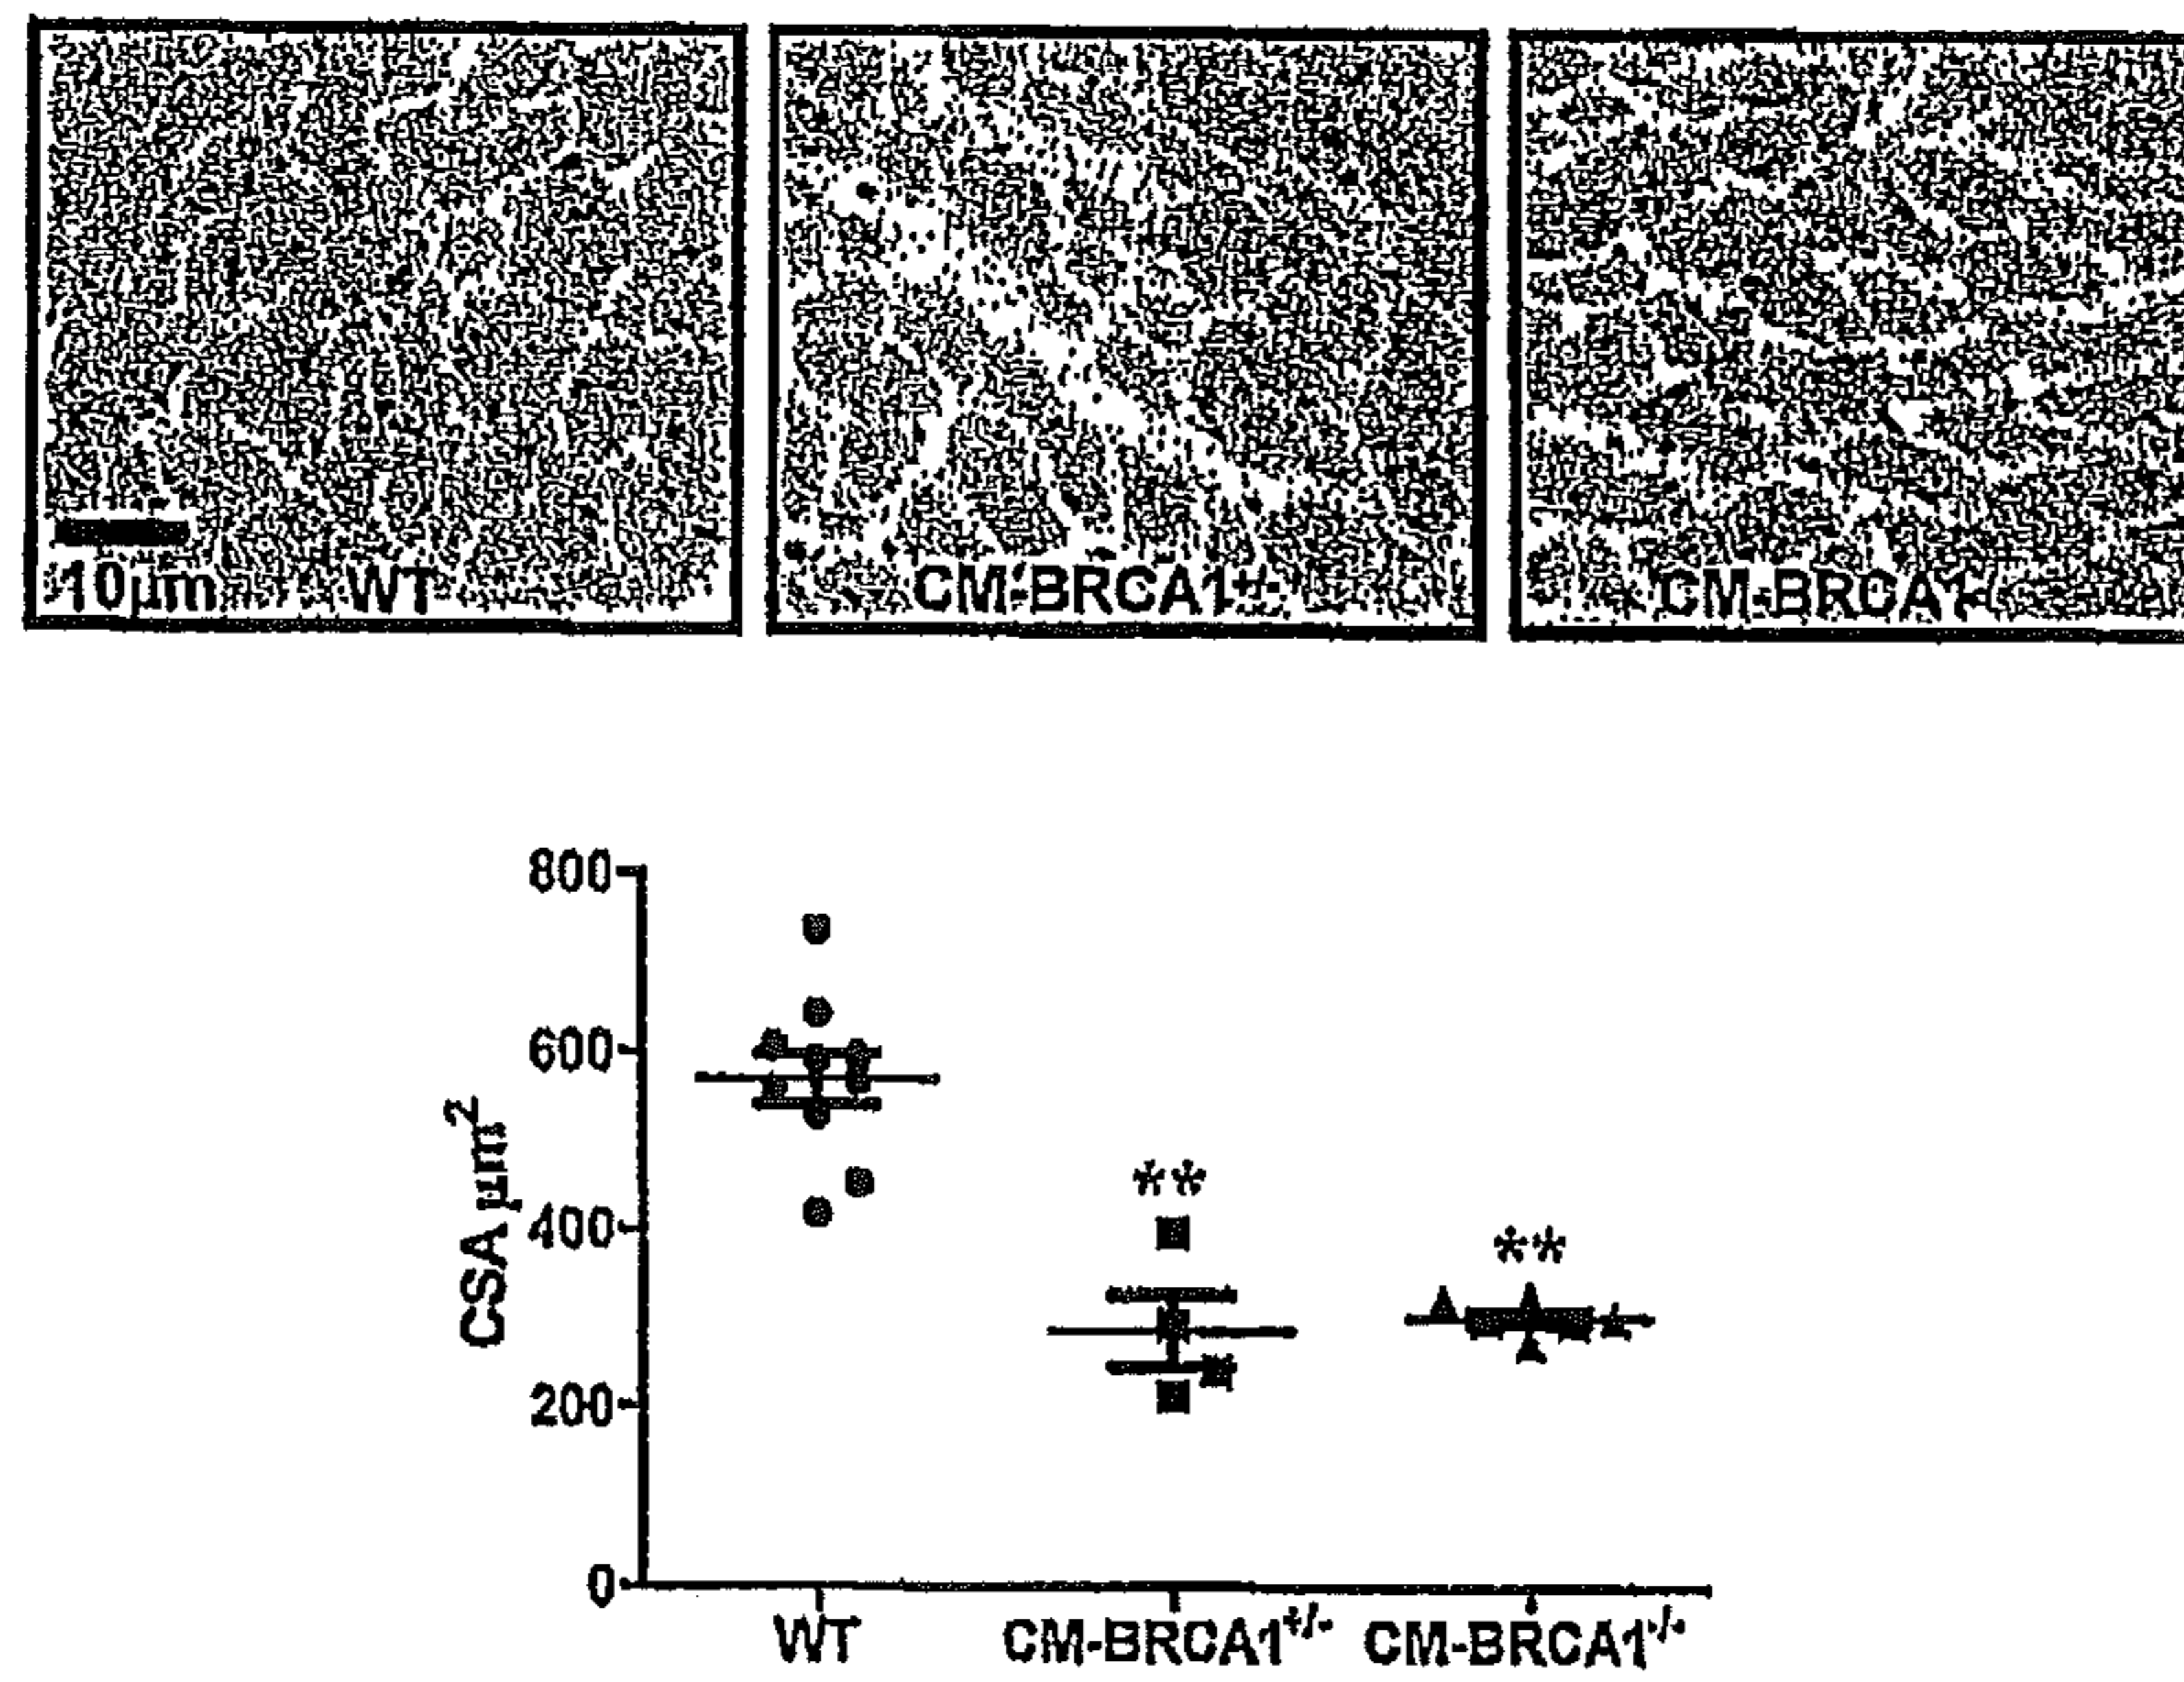 10µm WT
CM-BRCA1+/-
CM-BRCA1-
800
600
400
200
0
CSA µm²
**
**
WT
CM-BRCA1+/-
CM-BRCA1-/-